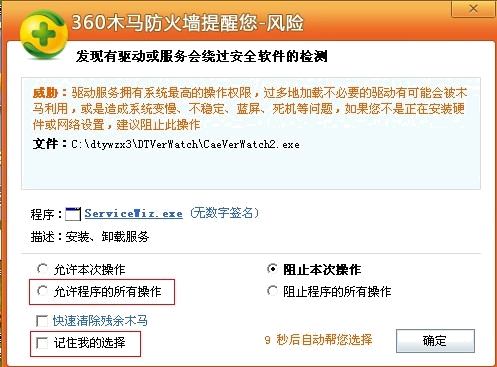 360木马防火墙提醒您-风险
发现有驱动或服务会绕过安全软件的检测
威胁：驱动服务拥有系统最高的操作权限，过多地加载不必要的驱动有可能会被木
马利用，或是造成系统变慢、不稳定、蓝屏、死机等问题，如果您不是正在安装硬
件或网络设置，建议阻止此操作
文件：C:\dtywzx3\DTVerWatch\CaeVerWatch2.exe
程序：ServiceWiz.exe (无数字签名)
描述：安装、卸载服务
允许本次操作 阻止本次操作
允许程序的所有操作 阻止程序的所有操作
快速清除残余木马
记住我的选择 9 秒后自动帮您选择 确定